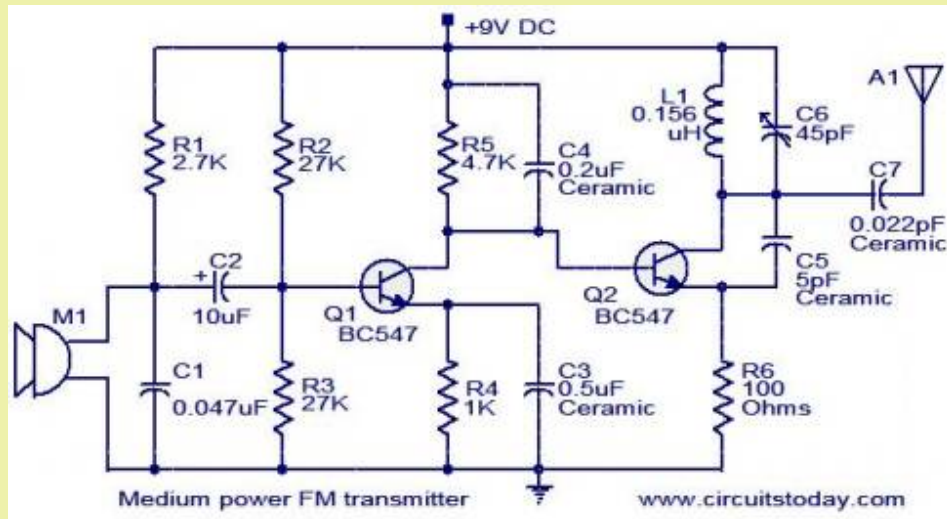 +9V DC
A1
L1
0.156
uH
C6
45pF
R1
2.7K
R2
27K
R5
4.7K
C4
0.2uF
Ceramic
C7
0.022pF
Ceramic
C2
+
10uF
Q1
BC547
Q2
BC547
C5
5pF
Ceramic
M1
C1
0.047uF
R3
27K
R4
1K
C3
0.5uF
Ceramic
R6
100
Ohms
Medium power FM transmitter
www.circuitstoday.com